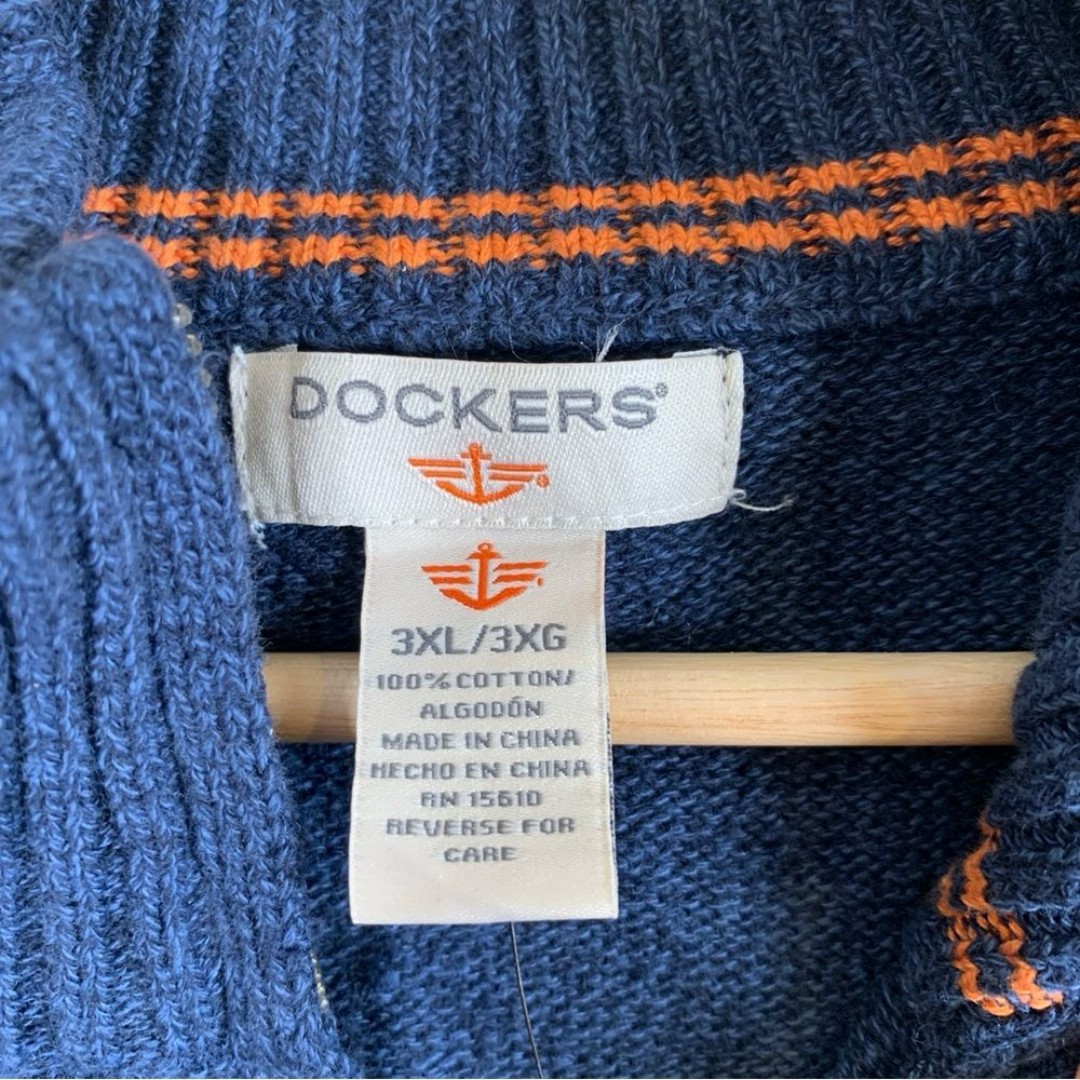 DOCKERS®
3XL/3XG
100% COTTON/
ALGODÓN
MADE IN CHINA
HECHO EN CHINA
RN 15610
REVERSE FOR
CARE